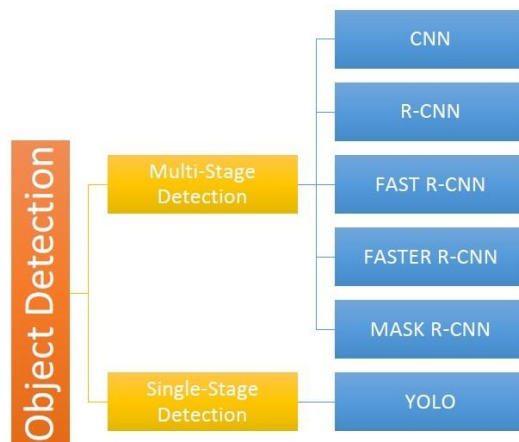 Object Detection
Multi-Stage
Detection
Single-Stage
Detection
CNN
R-CNN
FAST R-CNN
FASTER R-CNN
MASK R-CNN
YOLO